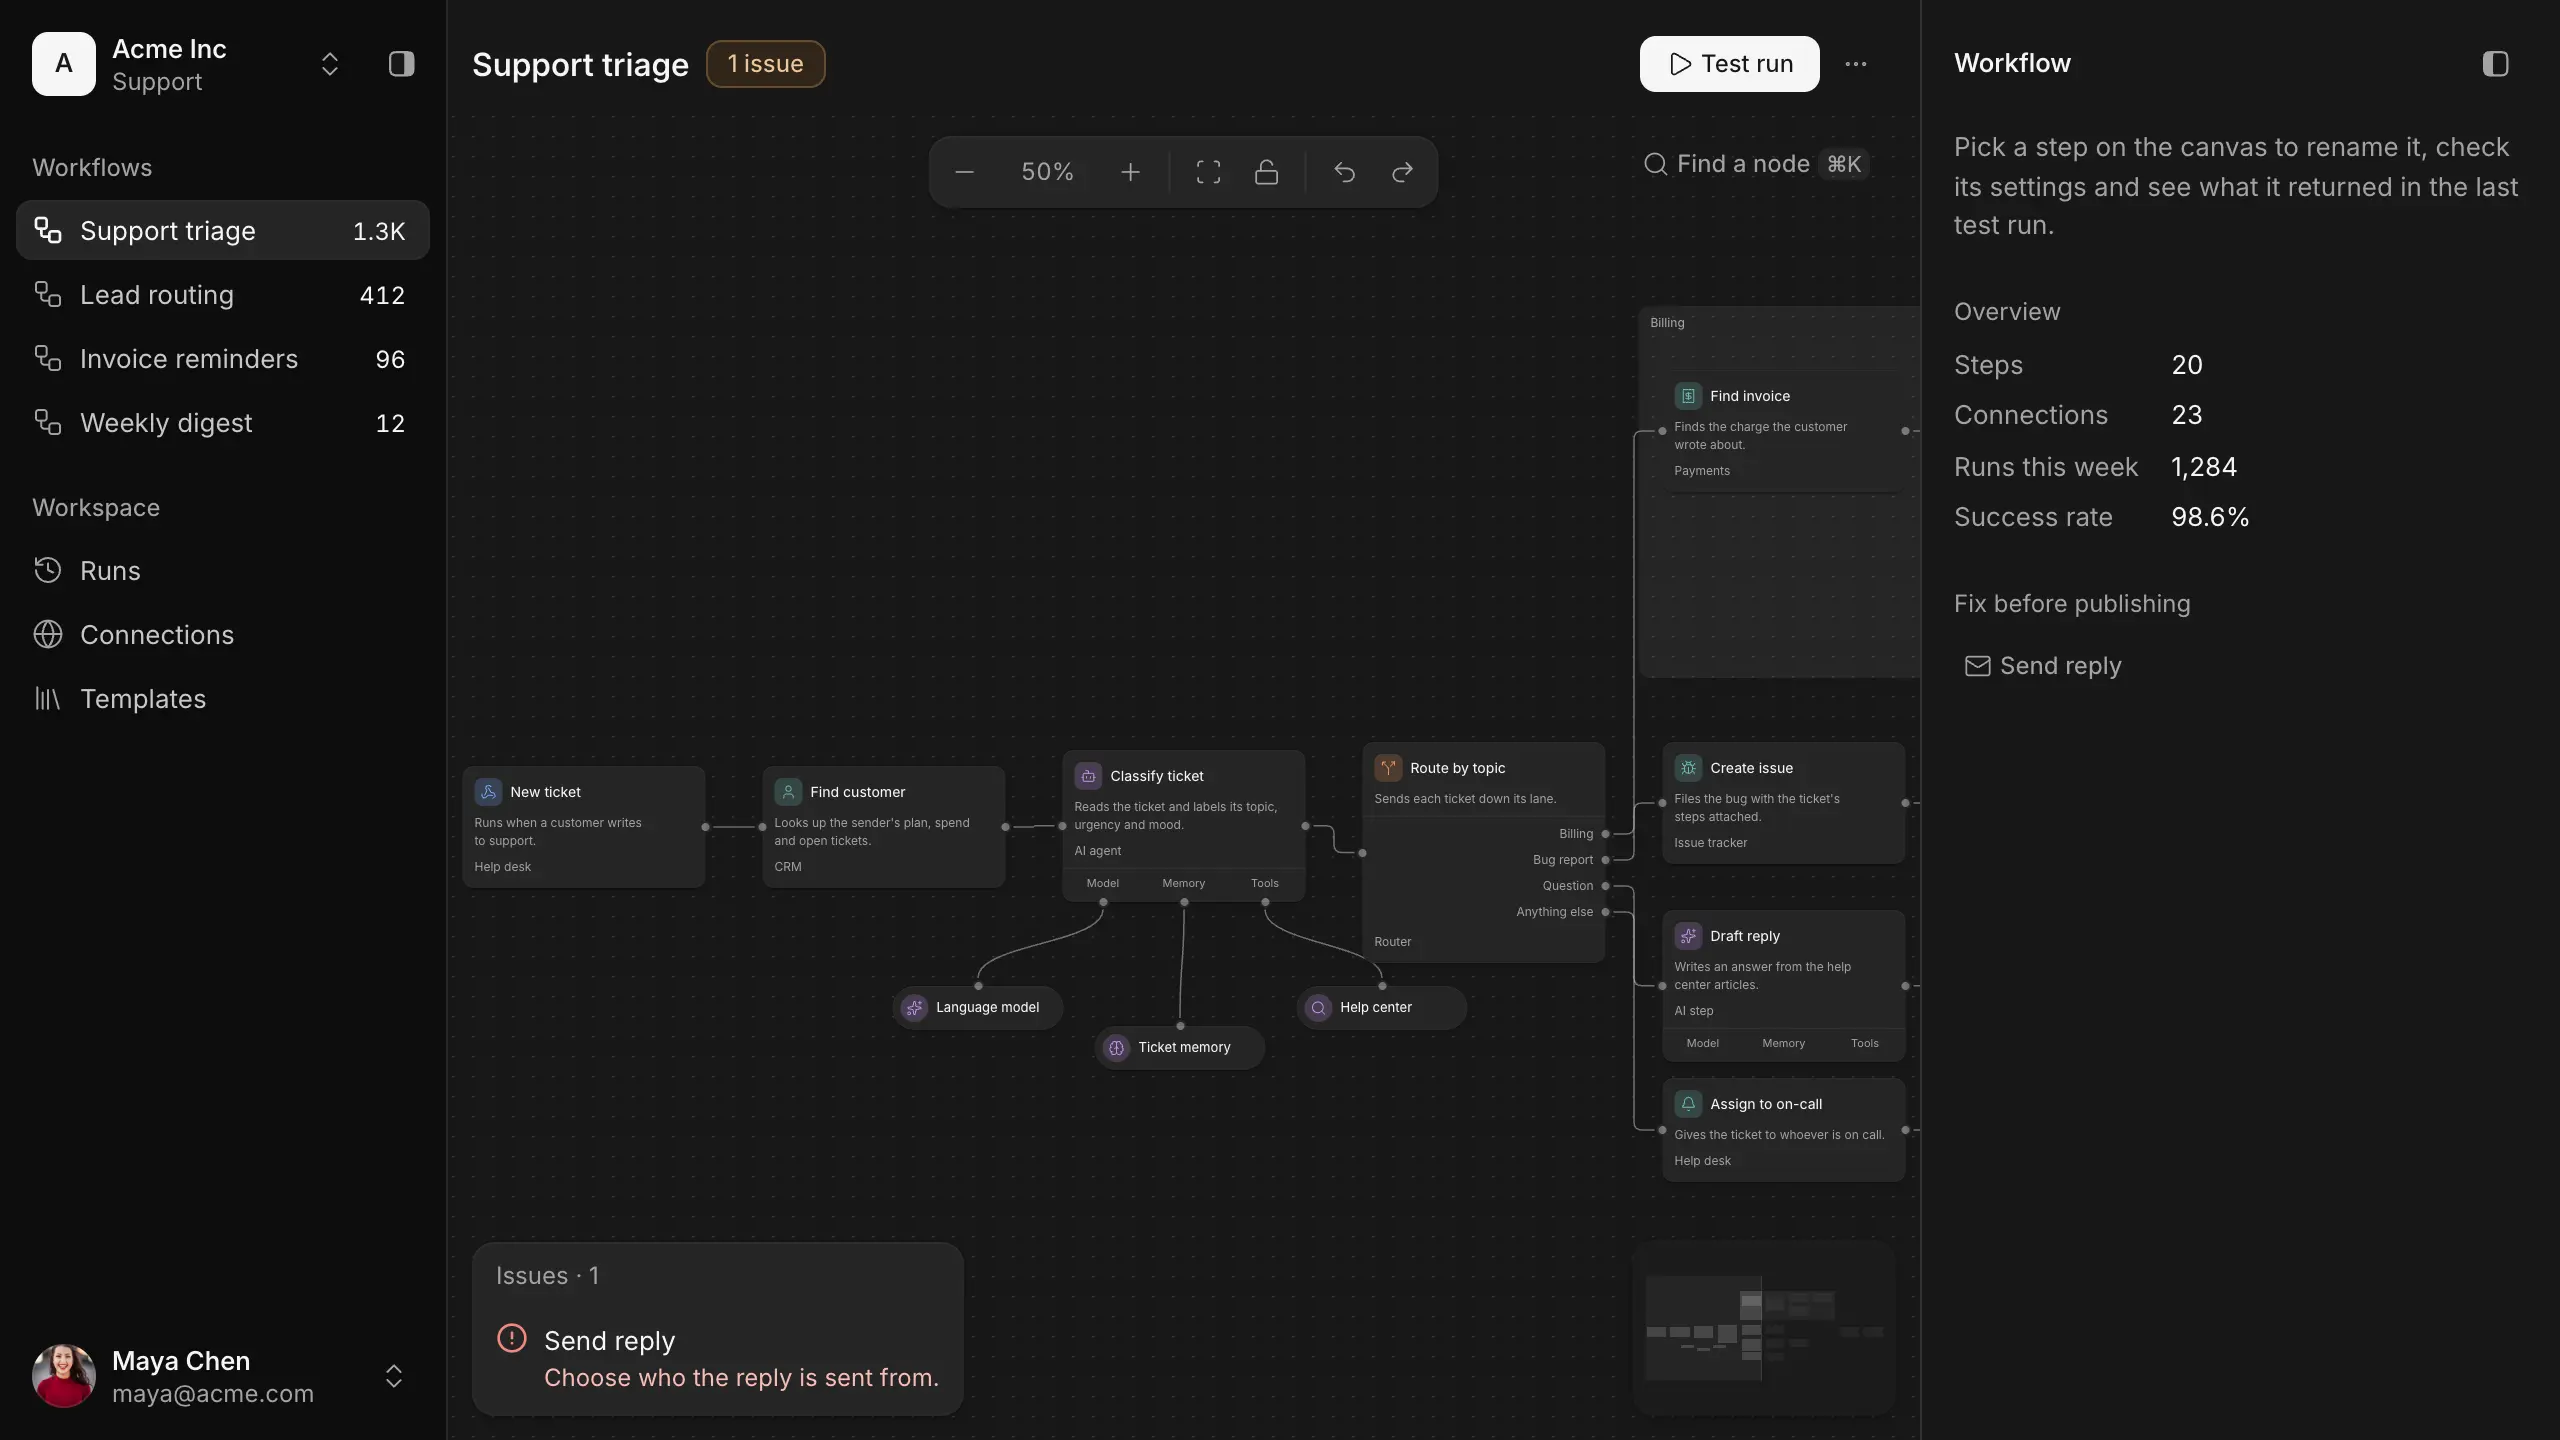 A
Acme Inc
Support
Workflows
Support triage 1.3K
Lead routing 412
Invoice reminders 96
Weekly digest 12
Workspace
Runs
Connections
Templates
Maya Chen
maya@acme.com
Support triage
1 issue
Test run
50%
Find a node ⌘K
Billing
Find invoice
Finds the charge the customer
wrote about.
Payments
New ticket
Runs when a customer writes
to support.
Help desk
Find customer
Looks up the sender's plan, spend
and open tickets.
CRM
Classify ticket
Reads the ticket and labels its topic,
urgency and mood.
AI agent
Model Memory Tools
Language model
Ticket memory
Help center
Route by topic
Sends each ticket down its lane.
Billing
Bug report
Question
Anything else
Router
Create issue
Files the bug with the ticket's
steps attached.
Issue tracker
Draft reply
Writes an answer from the help
center articles.
AI step
Model Memory Tools
Assign to on-call
Gives the ticket to whoever is on call.
Help desk
Issues · 1
Send reply
Choose who the reply is sent from.
Workflow
Pick a step on the canvas to rename it, check
its settings and see what it returned in the last
test run.
Overview
Steps 20
Connections 23
Runs this week 1,284
Success rate 98.6%
Fix before publishing
Send reply